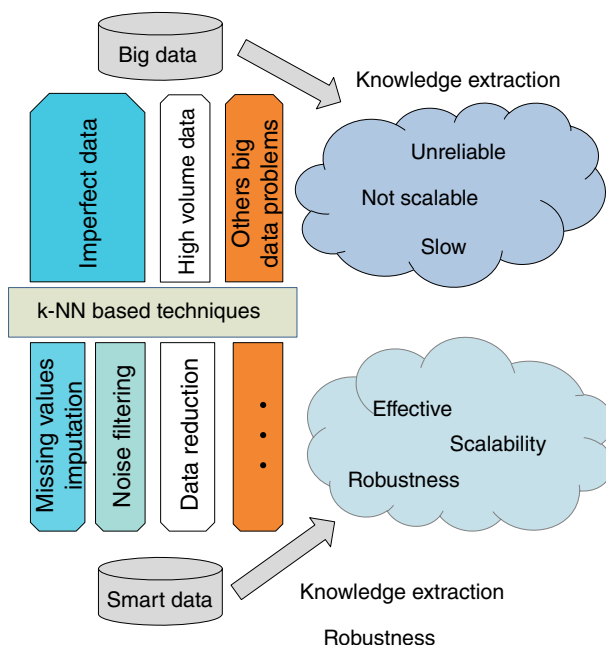 Big data
Knowledge extraction
Imperfect data
High volume data
Others big
data problems
Unreliable
Not scalable
Slow
k-NN based techniques
Missing values
imputation
Noise filtering
Data reduction
• • •
Effective
Scalability
Robustness
Smart data
Knowledge extraction
Robustness